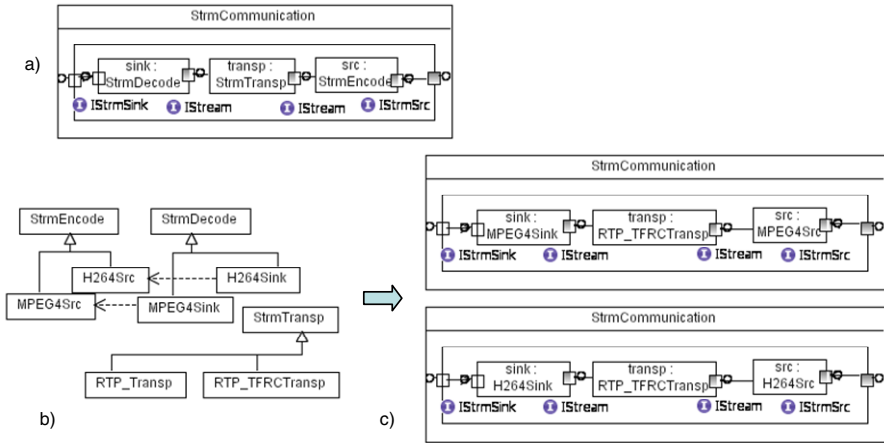 StrmCommunication
a)
sink : StrmDecode
transp : StrmTransp
src : StrmEncode
I IStrmSink
I IStream
I IStream
I IStrmSrc
StrmEncode
StrmDecode
H264Src
H264Sink
MPEG4Src
MPEG4Sink
StrmTransp
RTP_Transp
RTP_TFRCTransp
b)
StrmCommunication
sink : MPEG4Sink
transp : RTP_TFRCTransp
src : MPEG4Src
I IStrmSink
I IStream
I IStream
I IStrmSrc
StrmCommunication
sink : H264Sink
transp : RTP_TFRCTransp
src : H264Src
I IStrmSink
I IStream
I IStream
I IStrmSrc
c)